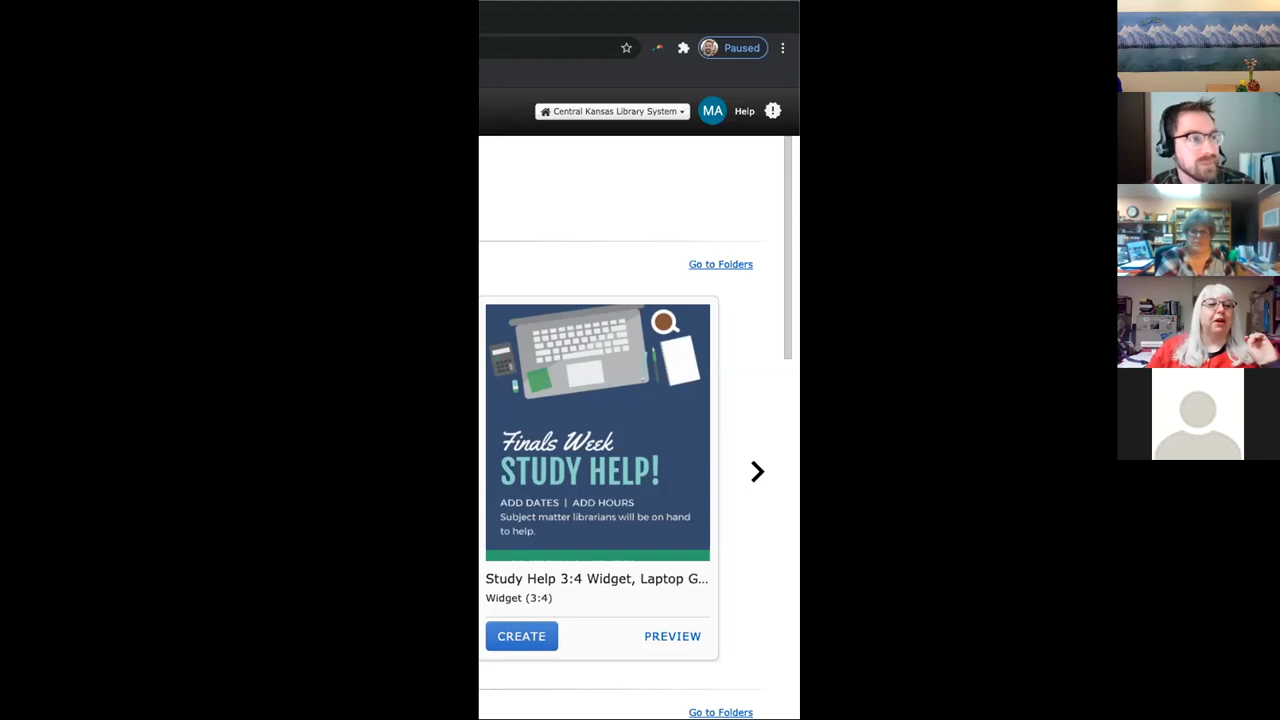 Paused
Central Kansas Library System
MA
Help
Go to Folders
Finals Week
STUDY HELP!
ADD DATES | ADD HOURS
Subject matter librarians will be on hand
to help.
Study Help 3:4 Widget, Laptop G...
Widget (3:4)
CREATE
PREVIEW
Go to Folders